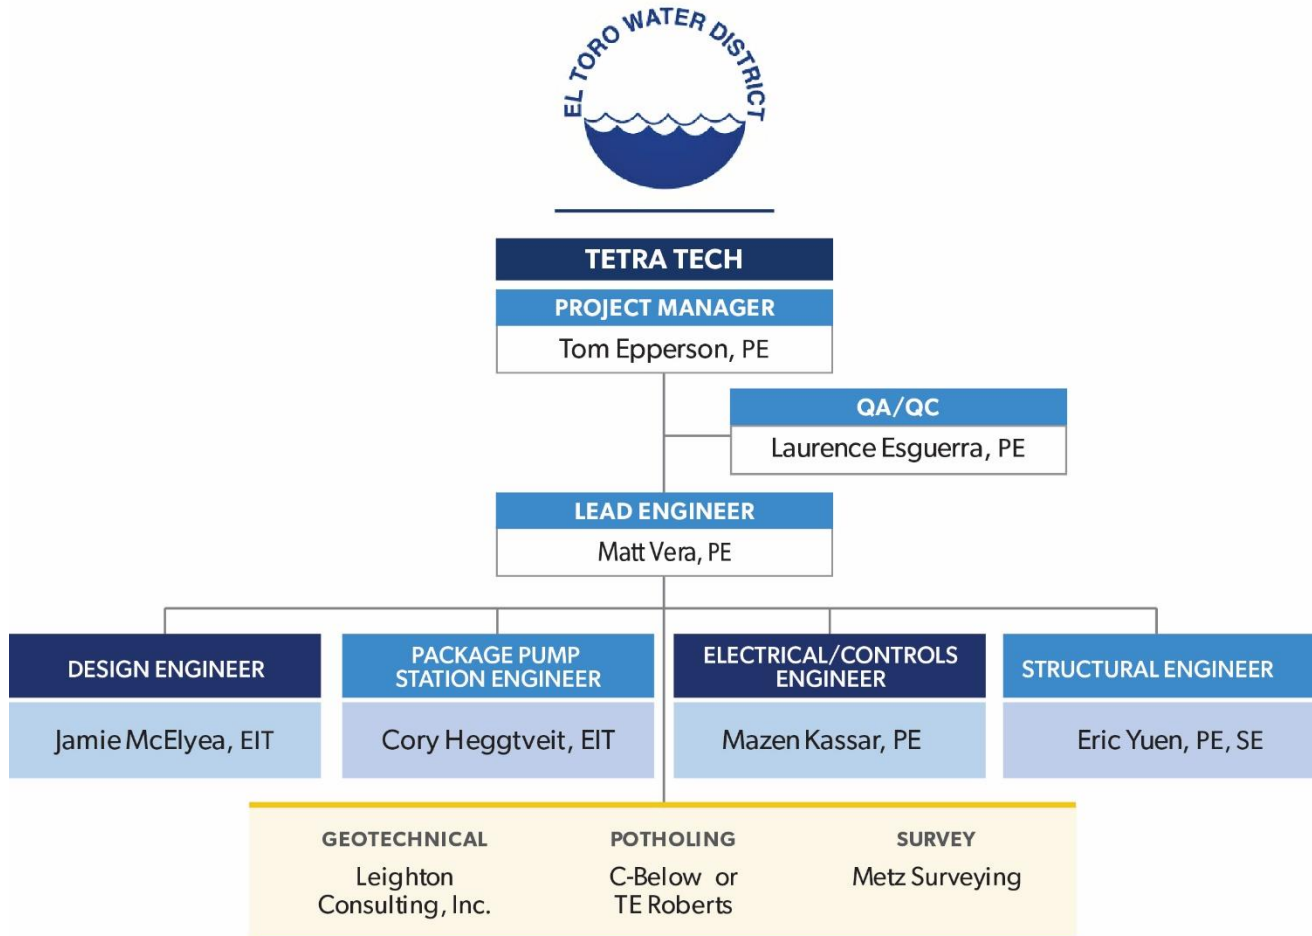 EL TORO WATER DISTRICT
TETRA TECH
PROJECT MANAGER
Tom Epperson, PE
QA/QC
Laurence Esguerra, PE
LEAD ENGINEER
Matt Vera, PE
DESIGN ENGINEER
Jamie McElyea, EIT
PACKAGE PUMP
STATION ENGINEER
Cory Heggtveit, EIT
ELECTRICAL/CONTROLS
ENGINEER
Mazen Kassar, PE
STRUCTURAL ENGINEER
Eric Yuen, PE, SE
GEOTECHNICAL
Leighton
Consulting, Inc.
POTHOLING
C-Below or
TE Roberts
SURVEY
Metz Surveying